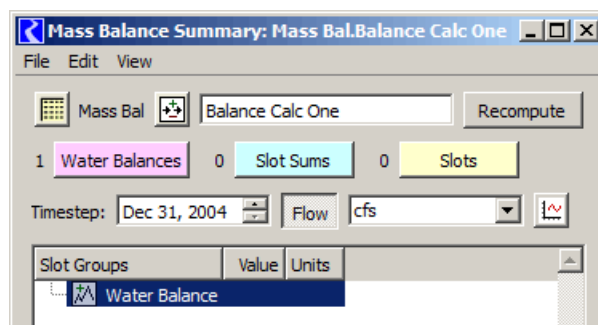 Mass Balance Summary: Mass Bal.Balance Calc One
File Edit View
Mass Bal Balance Calc One Recompute
1 Water Balances 0 Slot Sums 0 Slots
Timestep: Dec 31, 2004 Flow cfs
Slot Groups Value Units
Water Balance